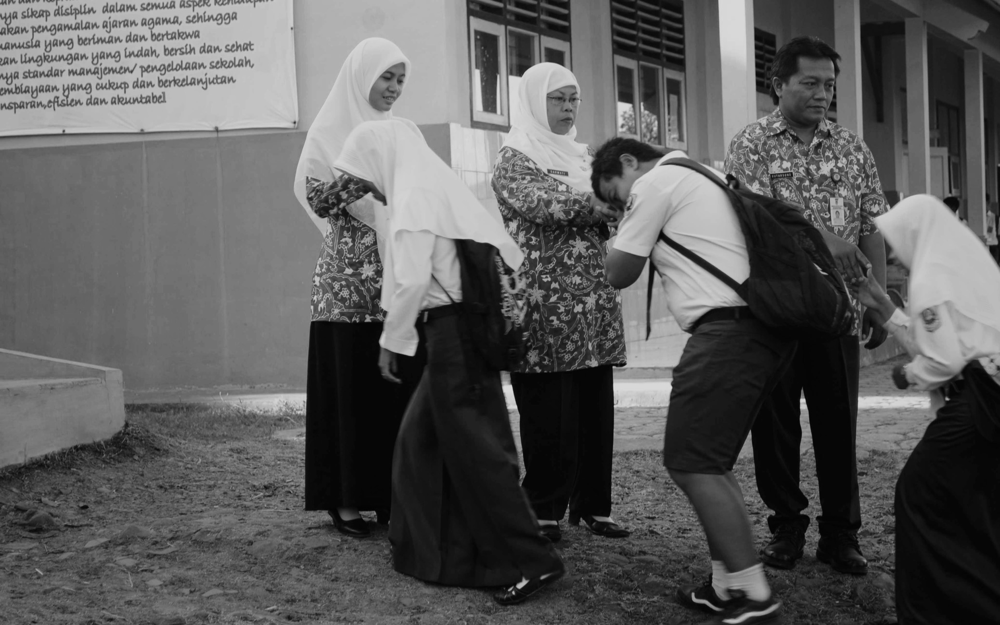 nya sikap disiplin dalam semua aspek kehidupan
akan pengamalan ajaran agama, sehingga
manusia yang beriman dan bertakwa
kan lingkungan yang indah, bersih dan sehat
nya standar manajemen/ pengelolaan sekolah,
embiayaan yang cukup dan berkelanjutan
nsparan,efisien dan akuntabel
DARWATI
SUTARSONO